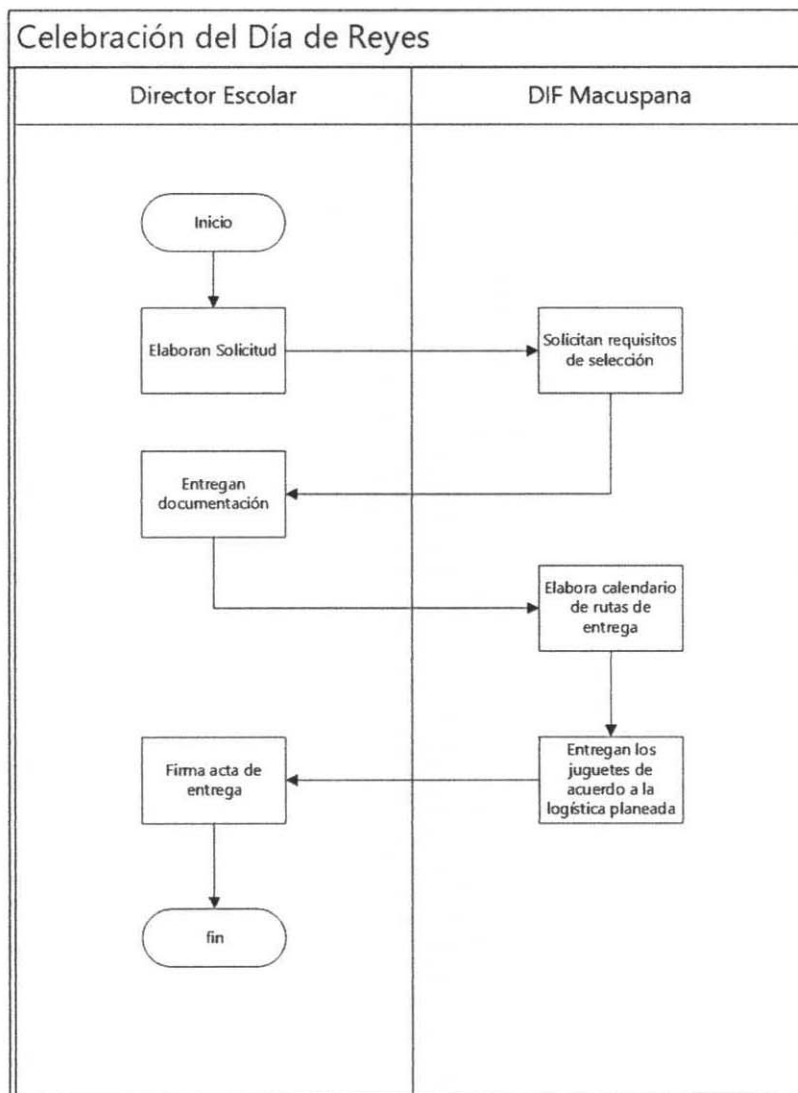 Celebración del Día de Reyes
Director Escolar
DIF Macuspana
Inicio
Elaboran Solicitud
Solicitan requisitos
de selección
Entregan
documentación
Elabora calendario
de rutas de
entrega
Entregan los
juguetes de
acuerdo a la
logística planeada
Firma acta de
entrega
fin